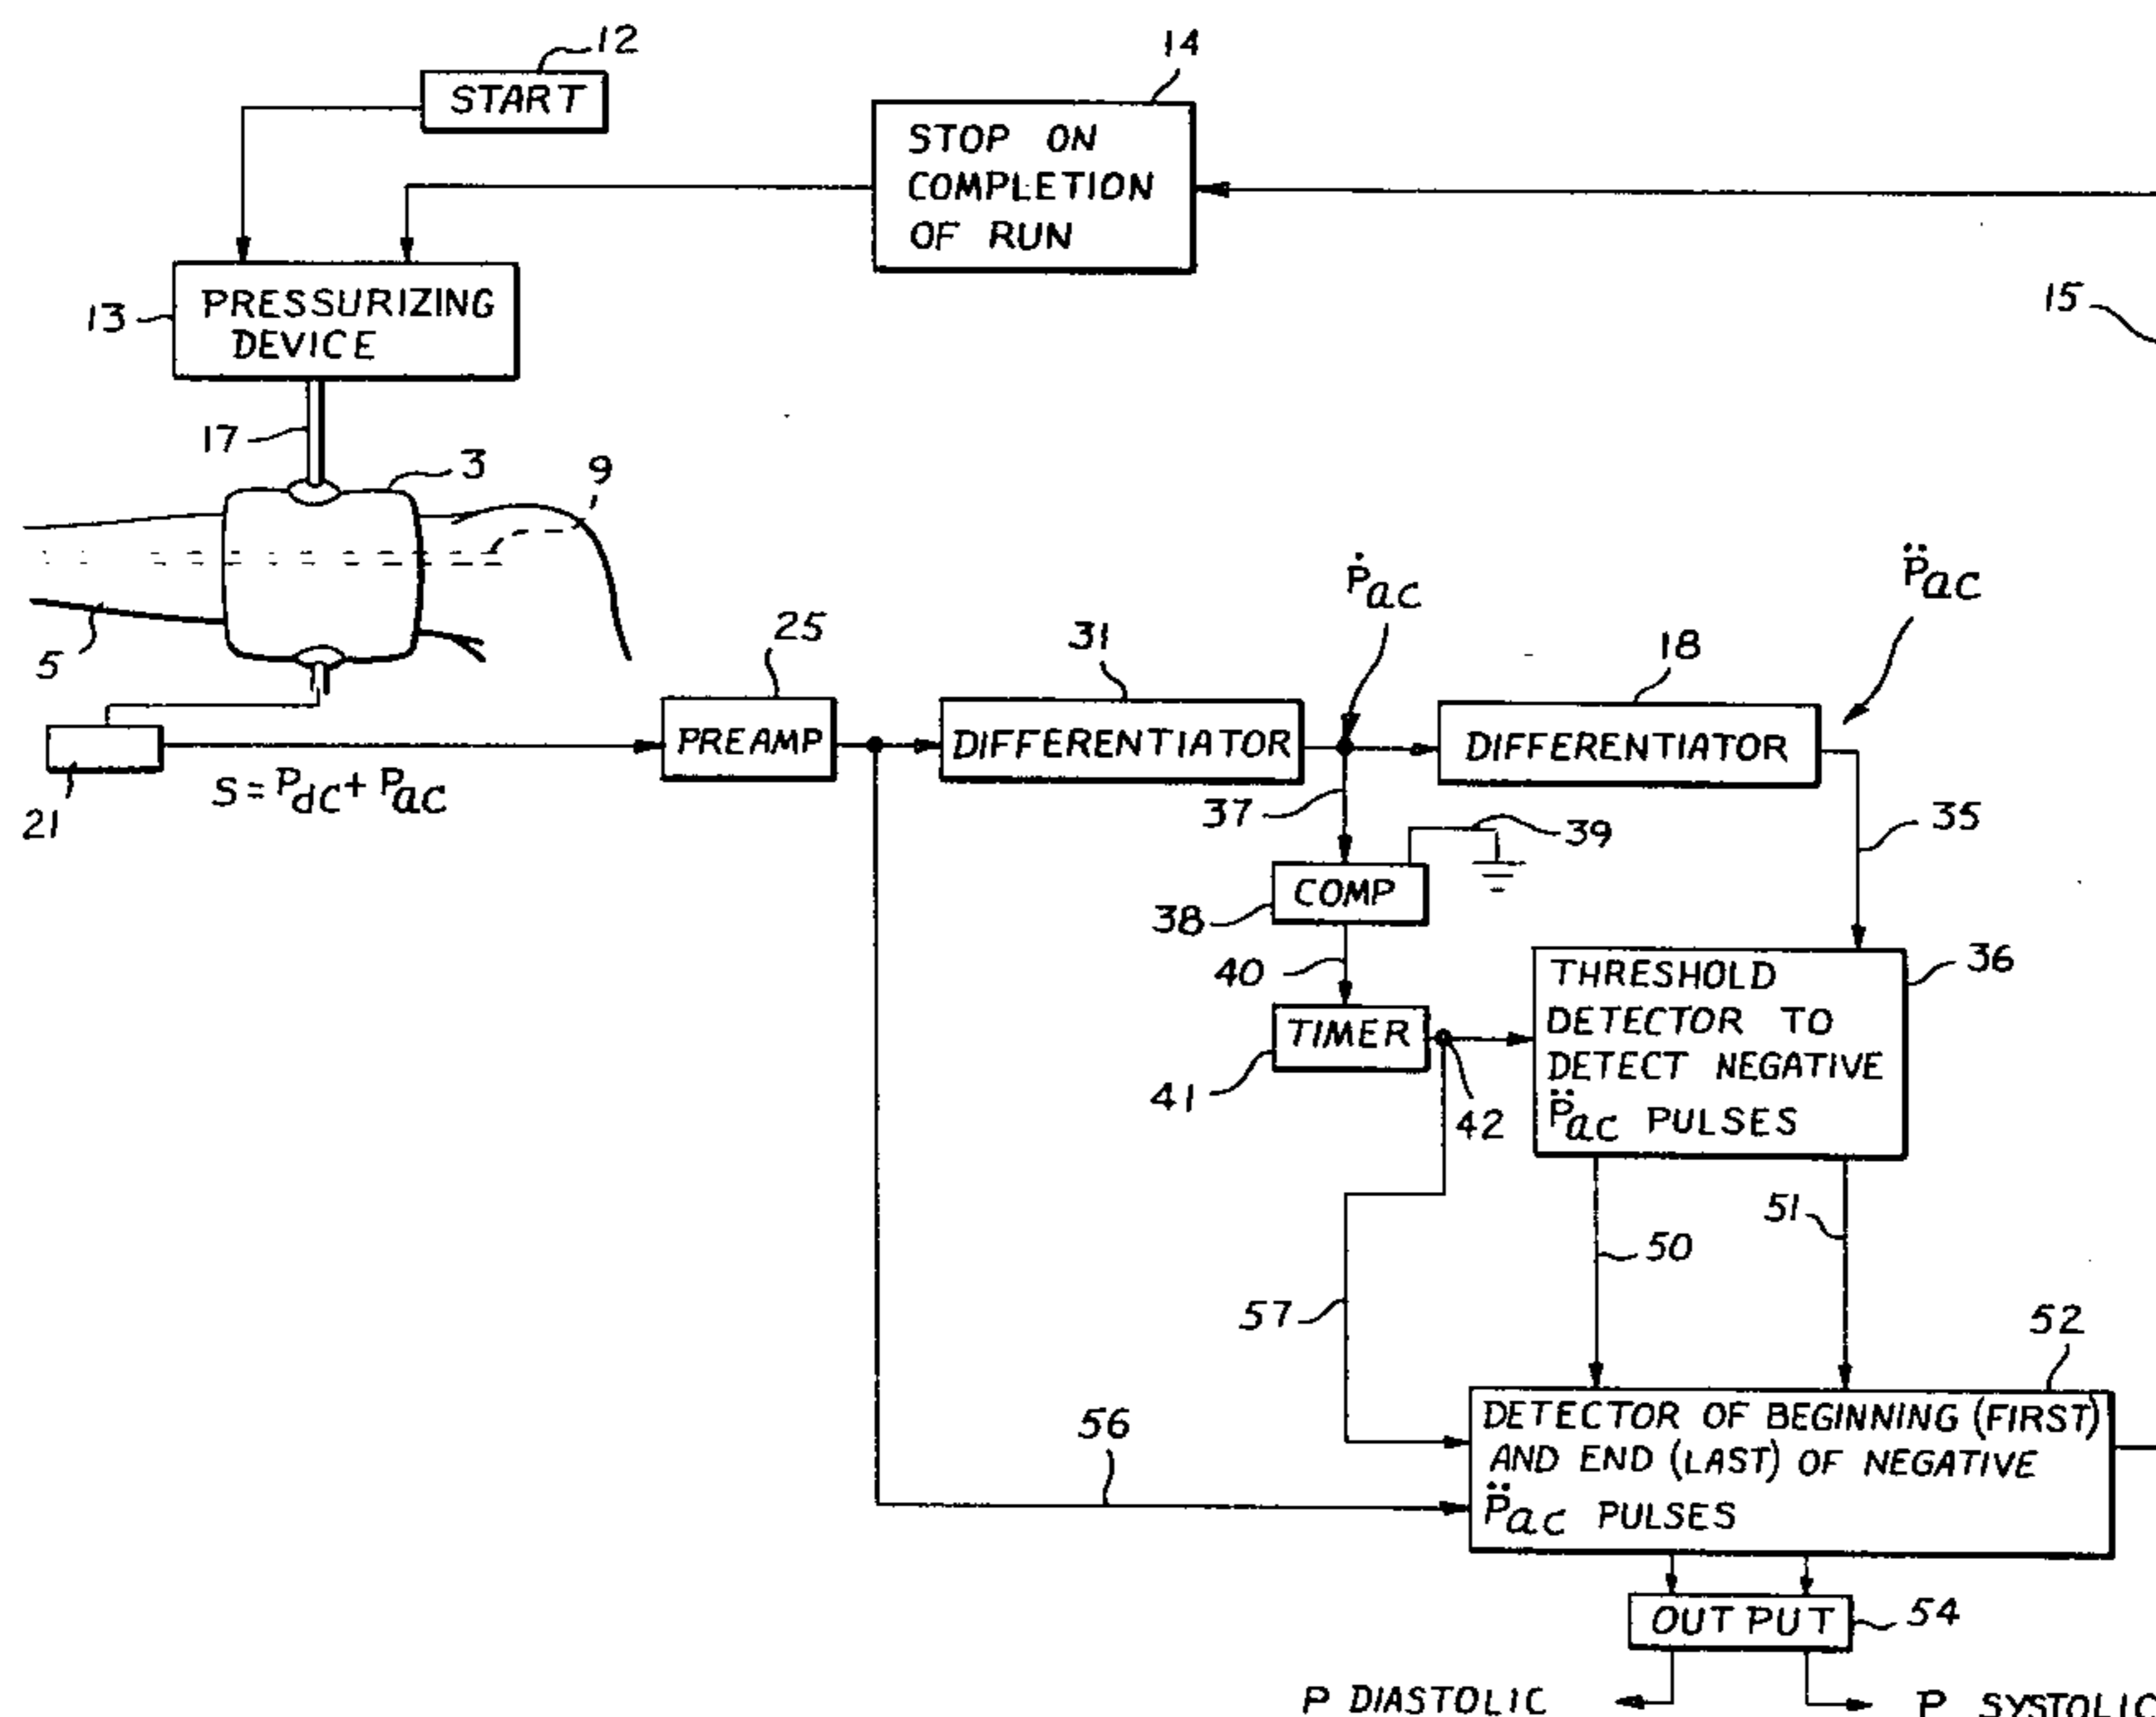 12
START
14
STOP ON
COMPLETION
OF RUN
15
13
PRESSURIZING
DEVICE
17
3
9
5
21
S = Pdc + Pac
25
PREAMP
31
DIFFERENTIATOR
Ṗac
18
DIFFERENTIATOR
P̈ac
37
39
35
38
COMP
40
41
TIMER
42
36
THRESHOLD
DETECTOR TO
DETECT NEGATIVE
P̈ac PULSES
50
51
57
56
52
DETECTOR OF BEGINNING (FIRST)
AND END (LAST) OF NEGATIVE
P̈ac PULSES
OUTPUT
54
P DIASTOLIC
P SYSTOLIC